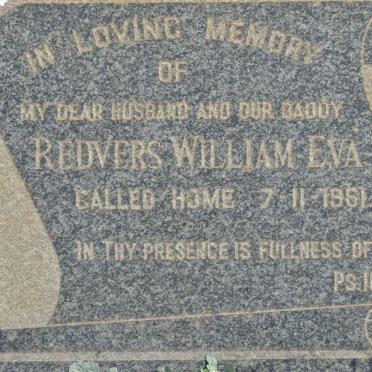 IN LOVING MEMORY
OF
MY DEAR HUSBAND AND OUR DADDY
REDVERS WILLIAM EVA
CALLED HOME 7-11-1961
IN THY PRESENCE IS FULLNESS OF
PS.